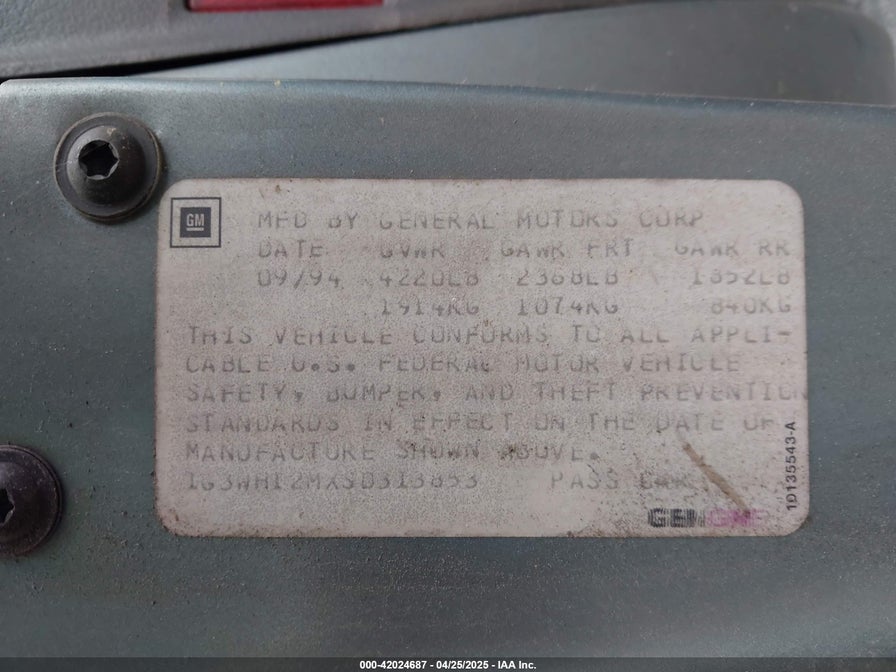 GM
MFD BY GENERAL MOTORS CORP
DATE GVWR GAWR FRT GAWR RR
09/94 4220LB 2368LB 1852LB
1914KG 1074KG 840KG
THIS VEHICLE CONFORMS TO ALL APPLI-
CABLE U.S. FEDERAL MOTOR VEHICLE
SAFETY, BUMPER, AND THEFT PREVENTION
STANDARDS IN EFFECT ON THE DATE OF
MANUFACTURE SHOWN ABOVE.
1G3WH12MXSD313853 PASS CAR
10135543-A
000-42024687 - 04/25/2025 - IAA Inc.